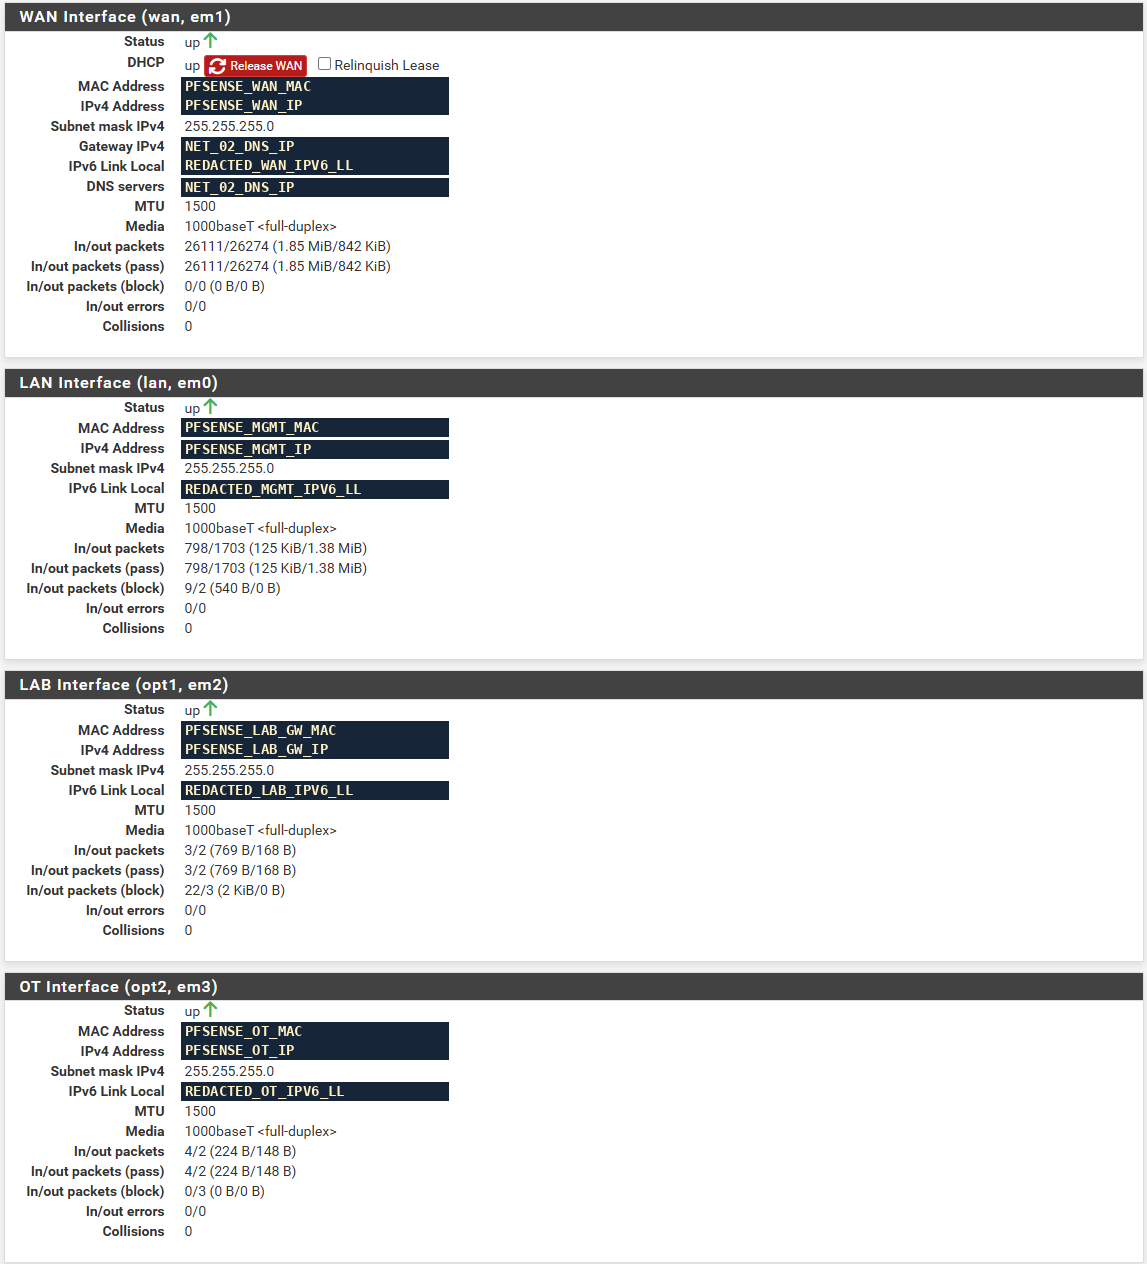 WAN Interface (wan, em1)
Status up
DHCP up Release WAN Relinquish Lease
MAC Address PFSENSE_WAN_MAC
IPv4 Address PFSENSE_WAN_IP
Subnet mask IPv4 255.255.255.0
Gateway IPv4 NET_02_DNS_IP
IPv6 Link Local REDACTED_WAN_IPV6_LL
DNS servers NET_02_DNS_IP
MTU 1500
Media 1000baseT <full-duplex>
In/out packets 26111/26274 (1.85 MiB/842 KiB)
In/out packets (pass) 26111/26274 (1.85 MiB/842 KiB)
In/out packets (block) 0/0 (0 B/0 B)
In/out errors 0/0
Collisions 0
LAN Interface (lan, em0)
Status up
MAC Address PFSENSE_MGMT_MAC
IPv4 Address PFSENSE_MGMT_IP
Subnet mask IPv4 255.255.255.0
IPv6 Link Local REDACTED_MGMT_IPV6_LL
MTU 1500
Media 1000baseT <full-duplex>
In/out packets 798/1703 (125 KiB/1.38 MiB)
In/out packets (pass) 798/1703 (125 KiB/1.38 MiB)
In/out packets (block) 9/2 (540 B/0 B)
In/out errors 0/0
Collisions 0
LAB Interface (opt1, em2)
Status up
MAC Address PFSENSE_LAB_GW_MAC
IPv4 Address PFSENSE_LAB_GW_IP
Subnet mask IPv4 255.255.255.0
IPv6 Link Local REDACTED_LAB_IPV6_LL
MTU 1500
Media 1000baseT <full-duplex>
In/out packets 3/2 (769 B/168 B)
In/out packets (pass) 3/2 (769 B/168 B)
In/out packets (block) 22/3 (2 KiB/0 B)
In/out errors 0/0
Collisions 0
OT Interface (opt2, em3)
Status up
MAC Address PFSENSE_OT_MAC
IPv4 Address PFSENSE_OT_IP
Subnet mask IPv4 255.255.255.0
IPv6 Link Local REDACTED_OT_IPV6_LL
MTU 1500
Media 1000baseT <full-duplex>
In/out packets 4/2 (224 B/148 B)
In/out packets (pass) 4/2 (224 B/148 B)
In/out packets (block) 0/3 (0 B/0 B)
In/out errors 0/0
Collisions 0